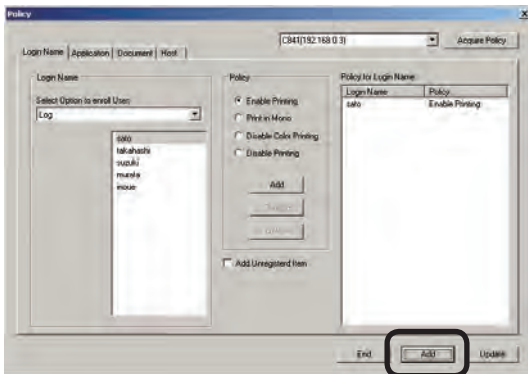 Policy
C841(192.168.0.3)
Acquire Policy
Login Name
Application
Document
Host
Login Name
Select Option to enroll User:
Log
sato
takahashi
suzuki
murata
inoue
Policy
Enable Printing
Print in Mono
Disable Color Printing
Disable Printing
Add
Add Unregisterd Item
Policy for Login Name:
Login Name Policy
sato Enable Printing
End
Add
Update